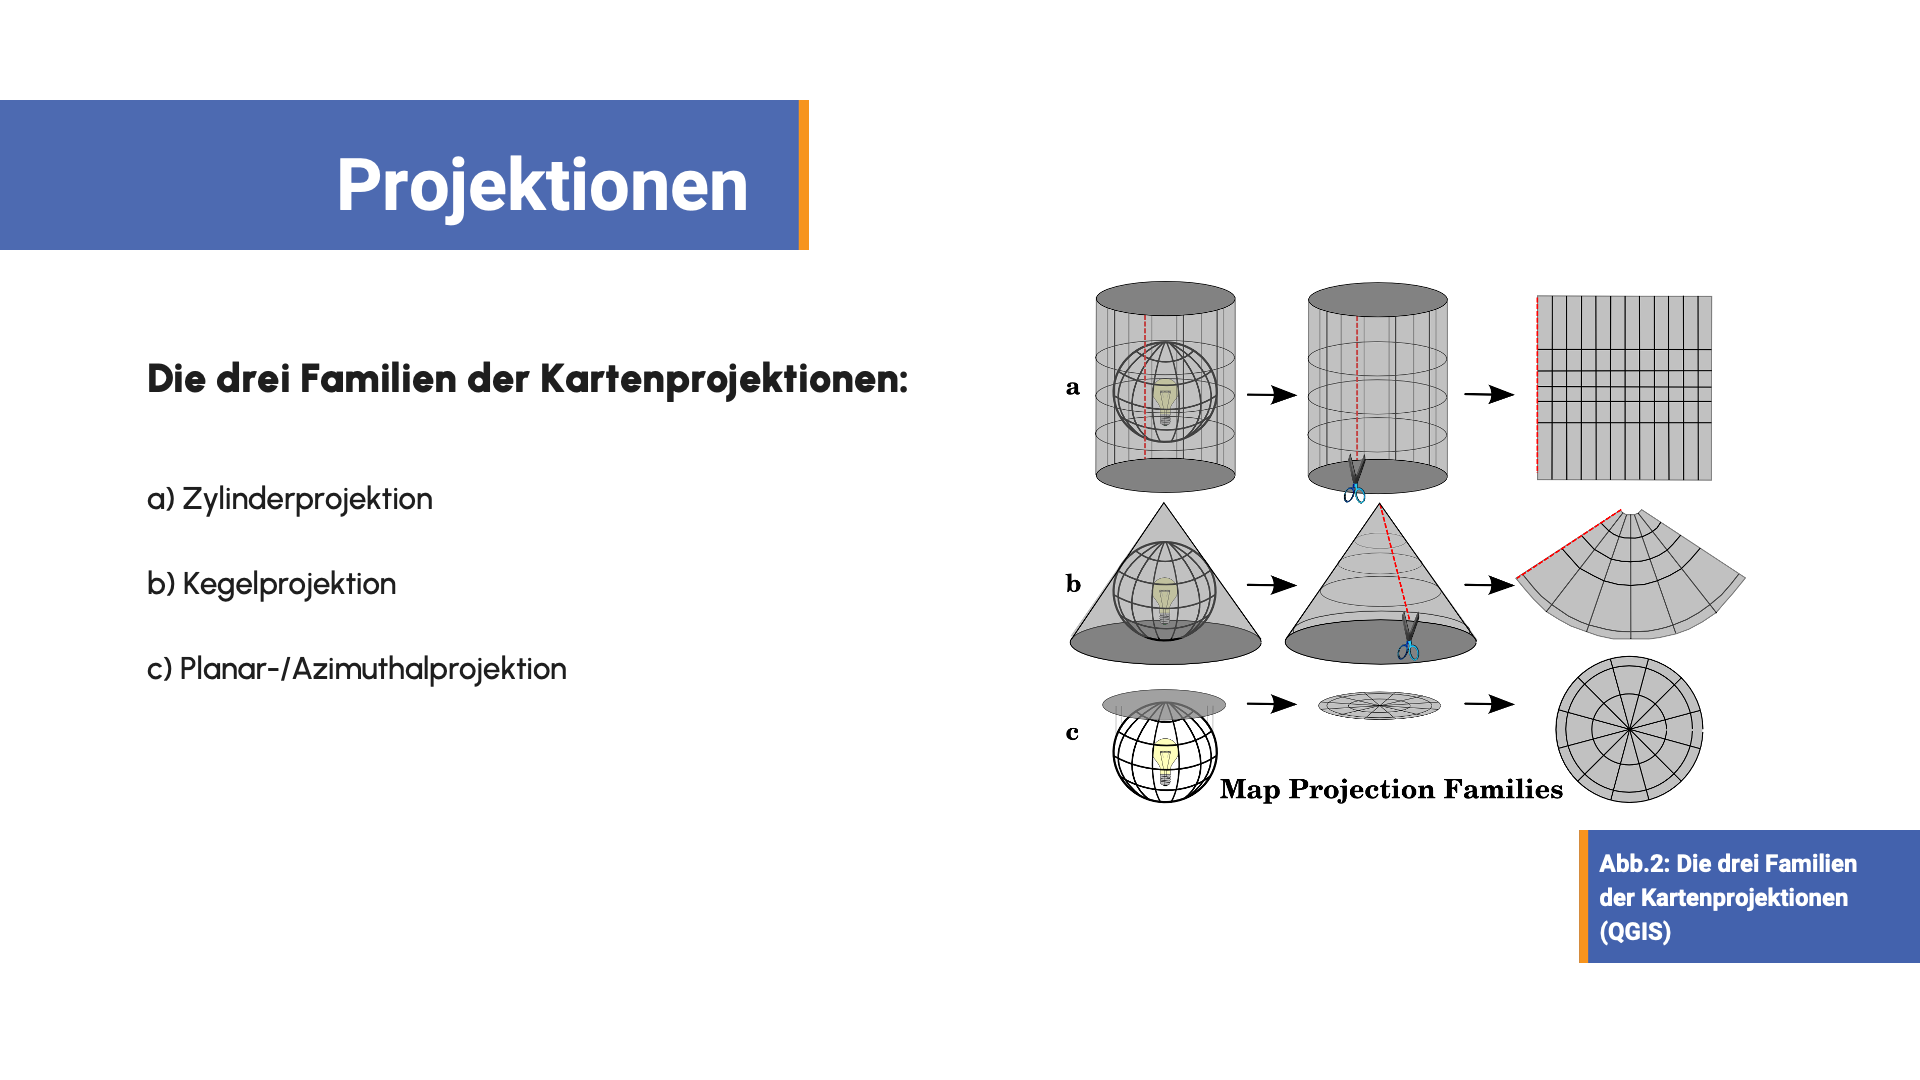 Projektionen
Die drei Familien der Kartenprojektionen:
a) Zylinderprojektion
b) Kegelprojektion
c) Planar-/Azimuthalprojektion
a
b
c
Map Projection Families
Abb.2: Die drei Familien
der Kartenprojektionen
(QGIS)